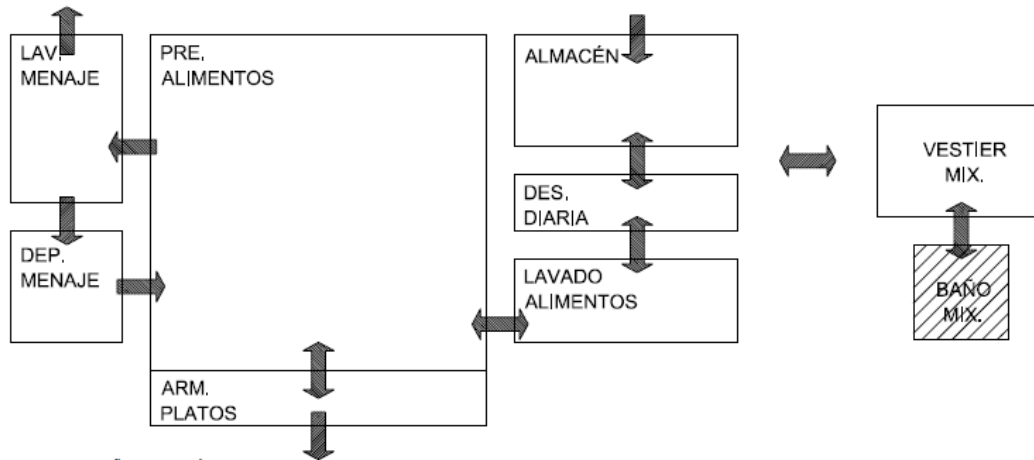 LAV.
MENAJE
PRE.
ALIMENTOS
ALMACÉN
VESTIER
MIX.
DES.
DIARIA
DEP.
MENAJE
LAVADO
ALIMENTOS
BAÑO
MIX.
ARM.
PLATOS